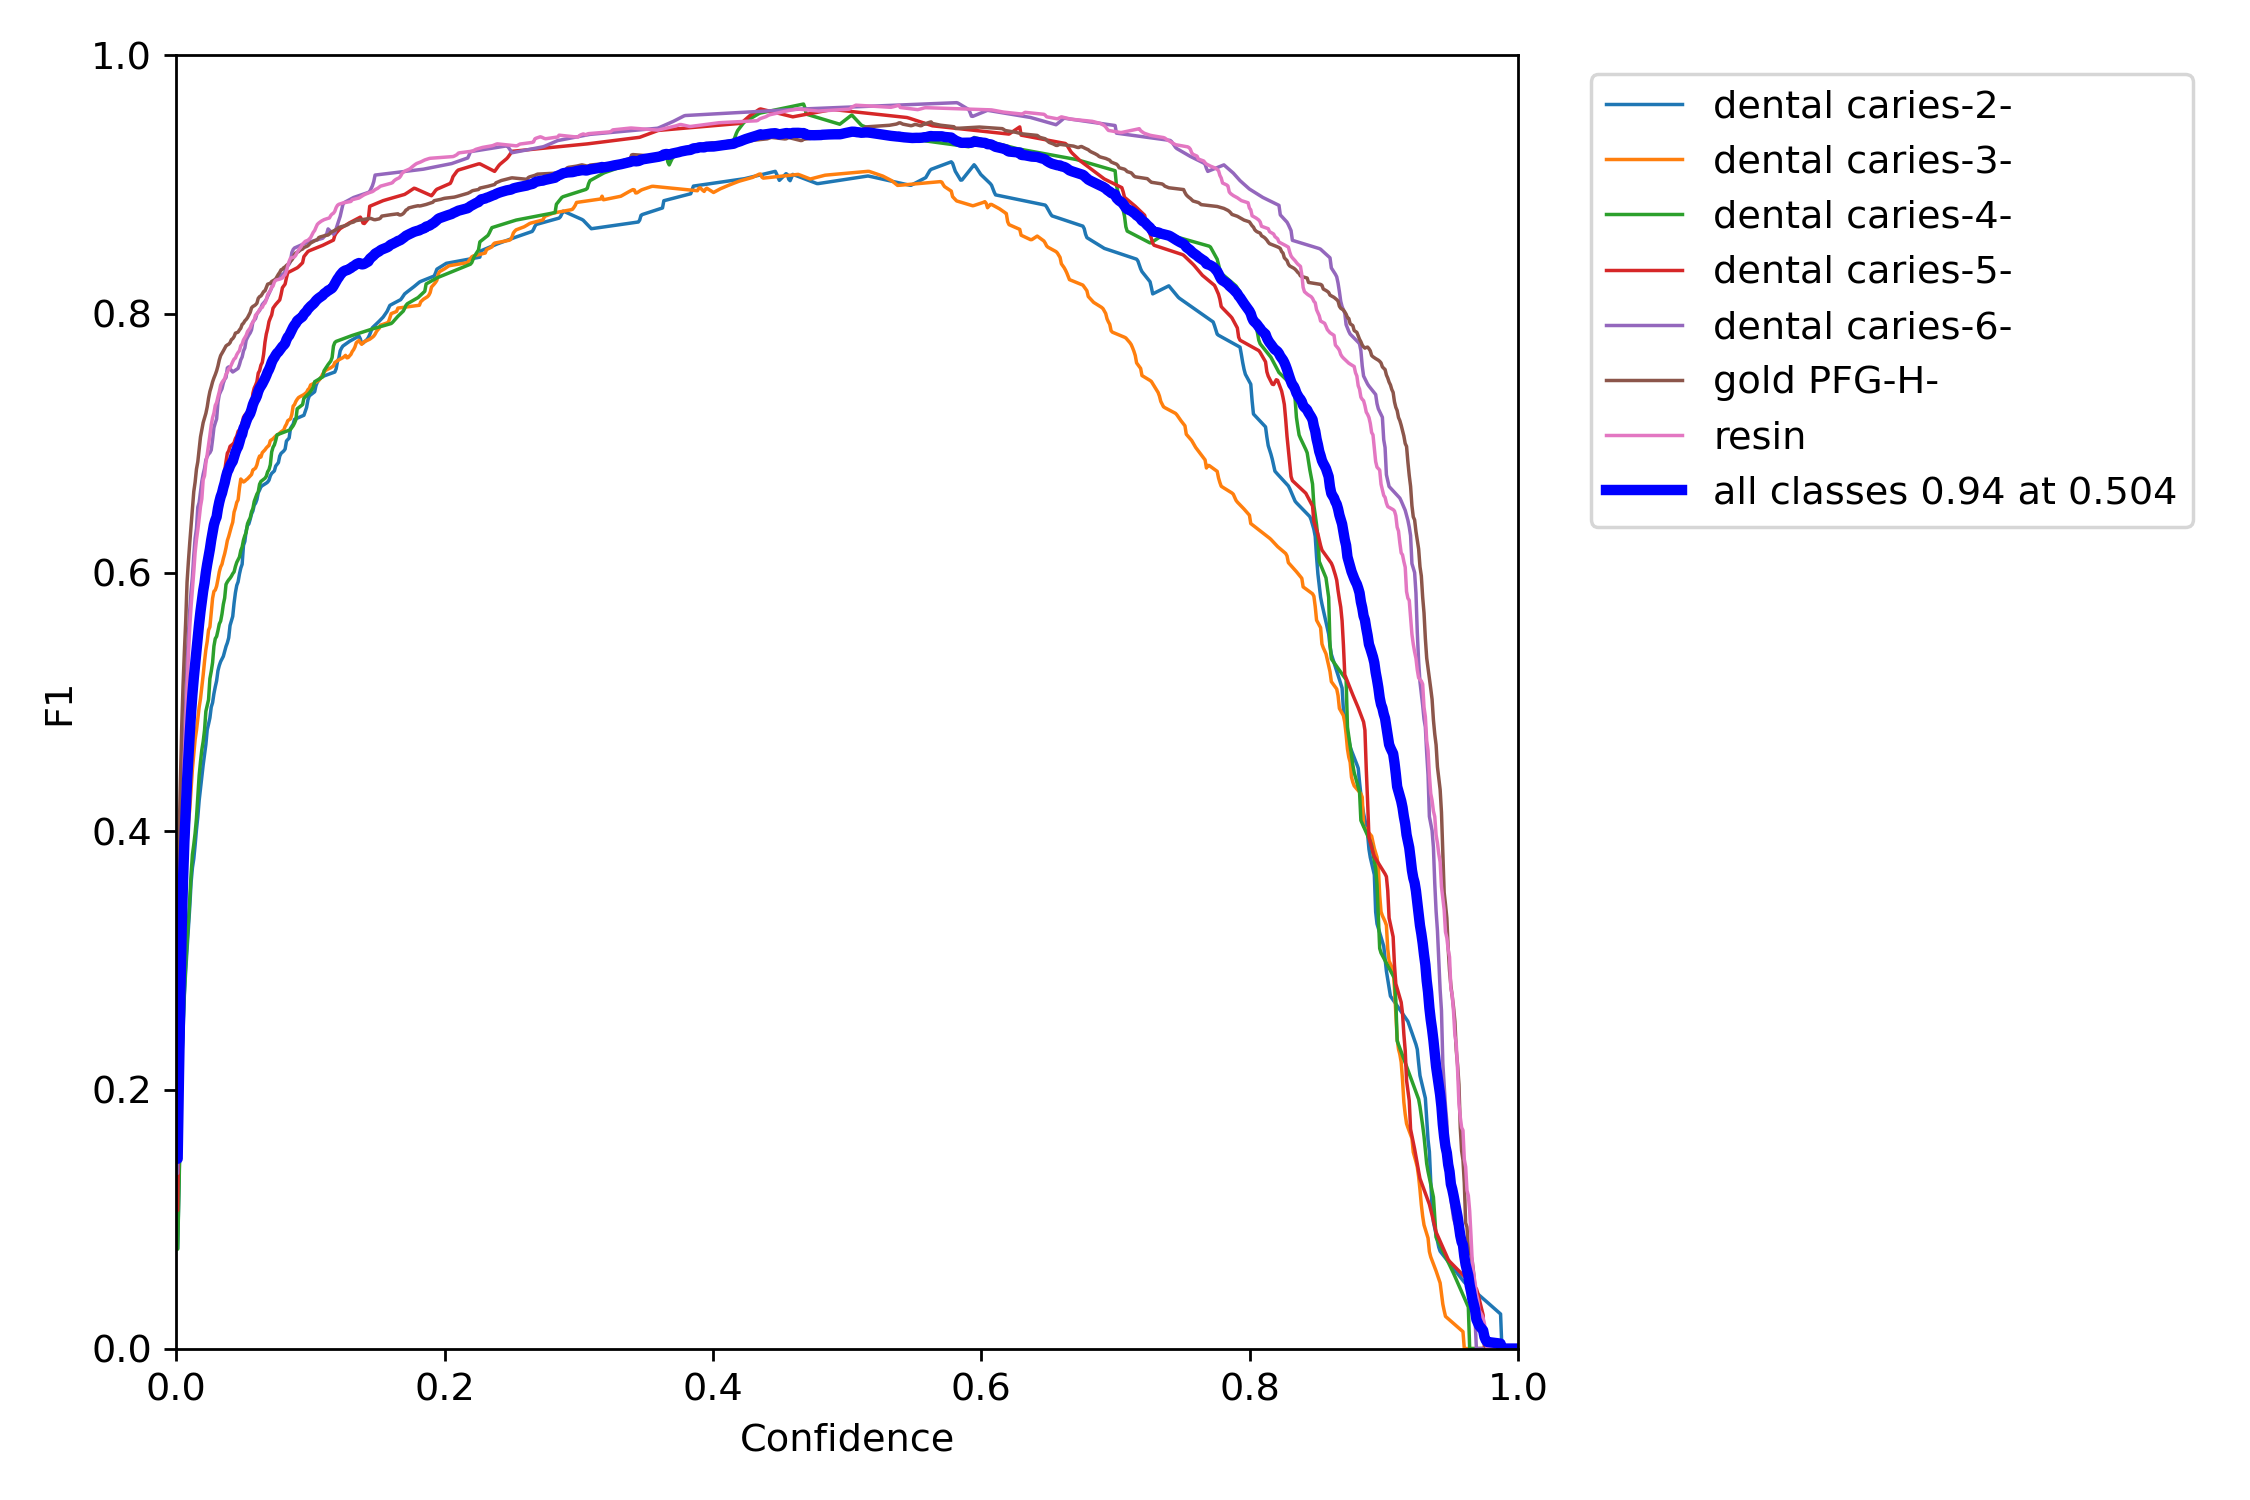 1.0
0.8
0.6
0.4
0.2
0.0
F1
0.0 0.2 0.4 0.6 0.8 1.0
Confidence
dental caries-2-
dental caries-3-
dental caries-4-
dental caries-5-
dental caries-6-
gold PFG-H-
resin
all classes 0.94 at 0.504